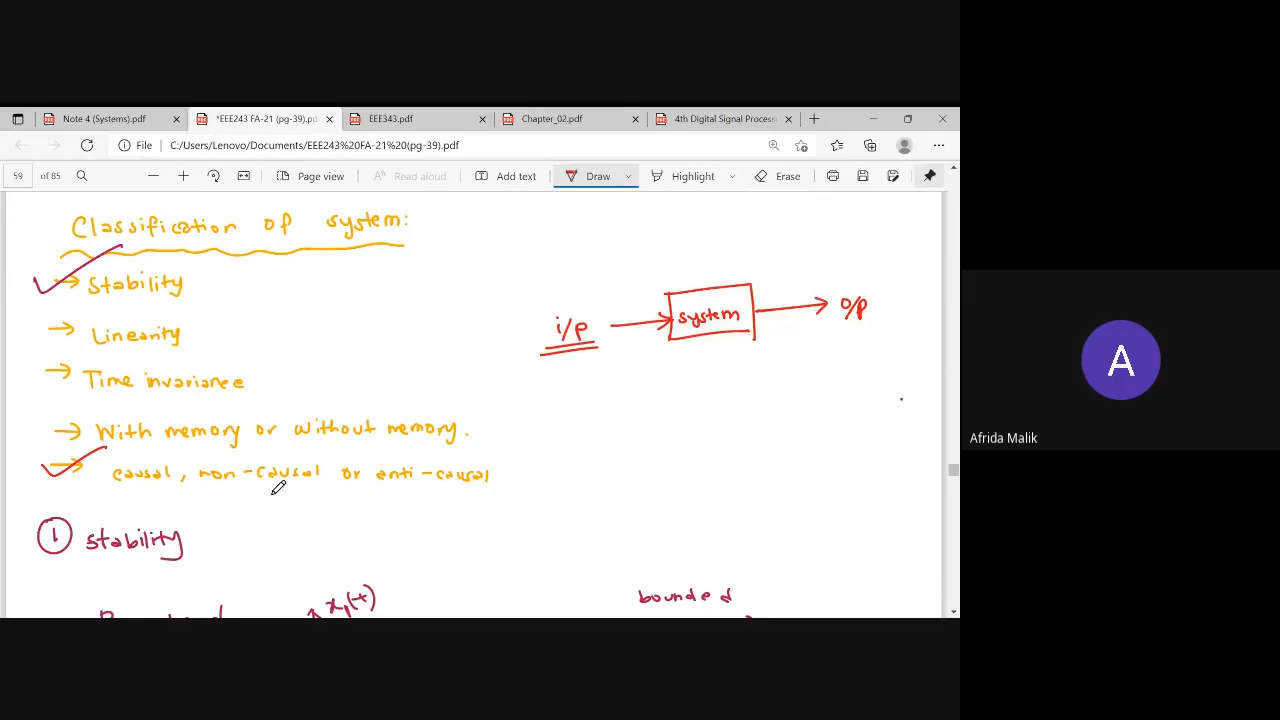 Note 4 (Systems).pdf
*EEE243 FA-21 (pg-39).pd
EEE343.pdf
Chapter_02.pdf
4th Digital Signal Process
File C:/Users/Lenovo/Documents/EEE243%20FA-21%20(pg-39).pdf
59 of 85 Page view Read aloud Add text Draw Highlight Erase
Classification of system:
→ Stability
→ Linearity
→ Time invariance
→ With memory or without memory.
→ causal, non-causal or anti-causal
i/p → system → o/p
A
Afrida Malik
① stability
x₁(t)
bounded